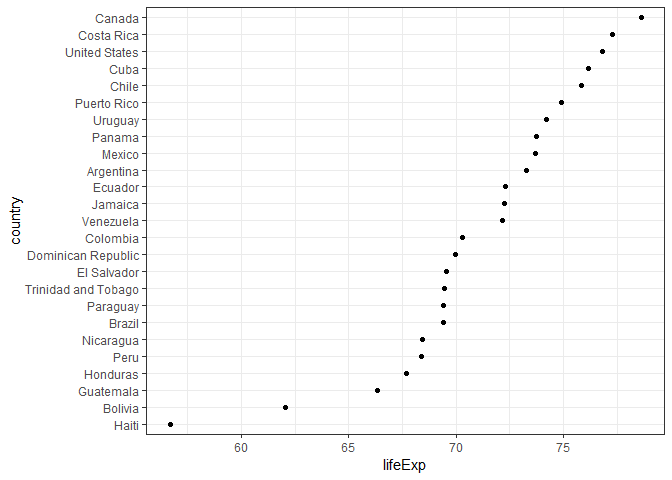 Canada
Costa Rica
United States
Cuba
Chile
Puerto Rico
Uruguay
Panama
Mexico
Argentina
Ecuador
Jamaica
Venezuela
Colombia
Dominican Republic
El Salvador
Trinidad and Tobago
Paraguay
Brazil
Nicaragua
Peru
Honduras
Guatemala
Bolivia
Haiti
country
60 65 70 75
lifeExp